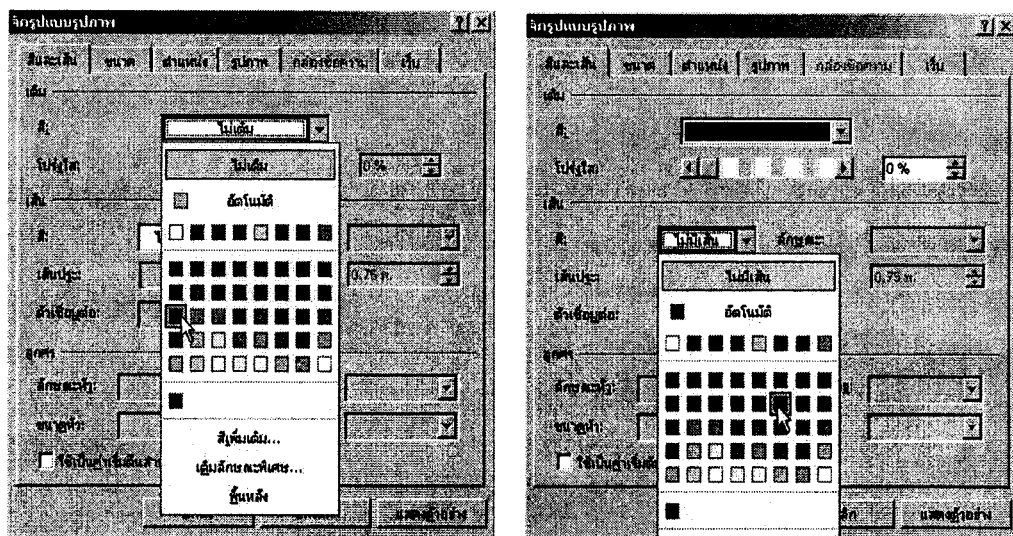 จัดรูปแบบรูปภาพ
สีและเส้น ขนาด ตำแหน่ง รูปภาพ กล่องข้อความ เว็บ
เติม
สี: ไม่เติม
โปร่งใส: 0 %
ไม่เติม
อัตโนมัติ
เส้น
สี:
เส้นประ: 0.75 พ.
ตัวเชื่อมต่อ:
ลูกศร
ลักษณะหัว:
ขนาดหัว:
สีเพิ่มเติม...
เติมลักษณะพิเศษ...
พื้นหลัง
แสดงตัวอย่าง
จัดรูปแบบรูปภาพ
สีและเส้น ขนาด ตำแหน่ง รูปภาพ กล่องข้อความ เว็บ
เติม
สี:
โปร่งใส: 0 %
เส้น
สี: ไม่มีเส้น ลักษณะ:
เส้นประ: 0.75 พ.
ไม่มีเส้น
ตัวเชื่อมต่อ:
อัตโนมัติ
ลูกศร
ลักษณะหัว:
ขนาดหัว:
แสดงตัวอย่าง